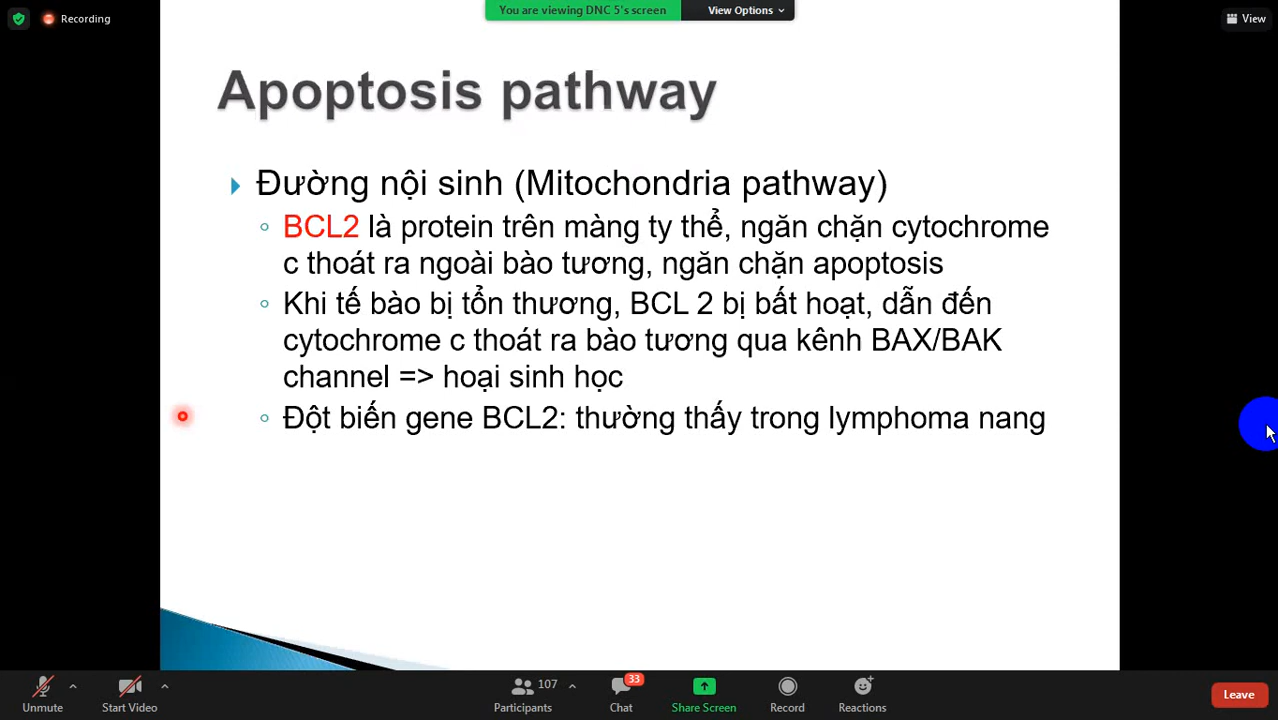 Recording
You are viewing DNC 5's screen
View Options
View
Apoptosis pathway
Đường nội sinh (Mitochondria pathway)
BCL2 là protein trên màng ty thể, ngăn chặn cytochrome
c thoát ra ngoài bào tương, ngăn chặn apoptosis
Khi tế bào bị tổn thương, BCL 2 bị bất hoạt, dẫn đến
cytochrome c thoát ra bào tương qua kênh BAX/BAK
channel => hoại sinh học
Đột biến gene BCL2: thường thấy trong lymphoma nang
Unmute
Start Video
107
Participants
33
Chat
Share Screen
Record
Reactions
Leave